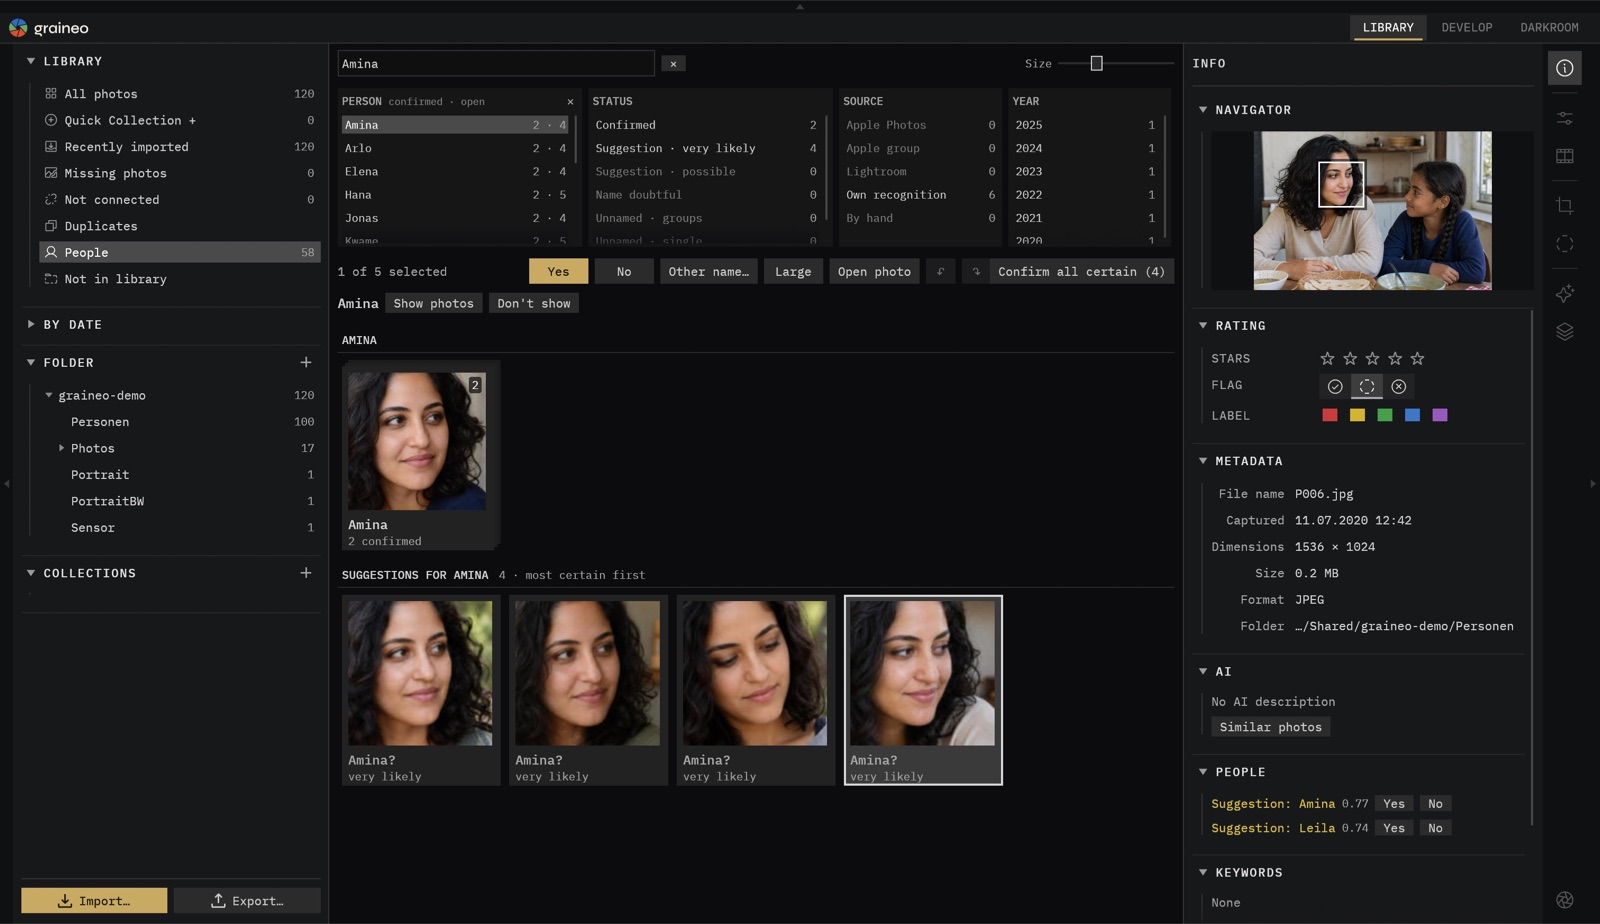 graineo
LIBRARY DEVELOP DARKROOM
LIBRARY
All photos 120
Quick Collection + 0
Recently imported 120
Missing photos 0
Not connected 0
Duplicates
People 58
Not in library
BY DATE
FOLDER +
graineo-demo 120
Personen 100
Photos 17
Portrait 1
PortraitBW 1
Sensor 1
COLLECTIONS +
Import…
Export…
Amina × Size
PERSON confirmed · open ×
Amina 2 · 4
Arlo 2 · 4
Elena 2 · 4
Hana 2 · 5
Jonas 2 · 4
Kwame 2 · 5
STATUS
Confirmed 2
Suggestion · very likely 4
Suggestion · possible 0
Name doubtful 0
Unnamed · groups 0
Unnamed · single 0
SOURCE
Apple Photos 0
Apple group 0
Lightroom 0
Own recognition 6
By hand 0
YEAR
2025 1
2024 1
2023 1
2022 1
2021 1
2020 1
1 of 5 selected Yes No Other name… Large Open photo Confirm all certain (4)
Amina Show photos Don't show
AMINA
2
Amina
2 confirmed
SUGGESTIONS FOR AMINA 4 · most certain first
Amina?
very likely
Amina?
very likely
Amina?
very likely
Amina?
very likely
INFO
NAVIGATOR
RATING
STARS
FLAG
LABEL
METADATA
File name P006.jpg
Captured 11.07.2020 12:42
Dimensions 1536 × 1024
Size 0.2 MB
Format JPEG
Folder …/Shared/graineo-demo/Personen
AI
No AI description
Similar photos
PEOPLE
Suggestion: Amina 0.77 Yes No
Suggestion: Leila 0.74 Yes No
KEYWORDS
None